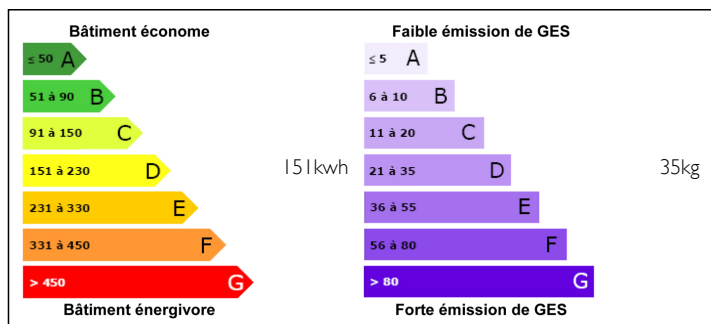 Bâtiment économe
≤ 50 A
51 à 90 B
91 à 150 C
151 à 230 D
231 à 330 E
331 à 450 F
> 450 G
Bâtiment énergivore
151kwh
Faible émission de GES
≤ 5 A
6 à 10 B
11 à 20 C
21 à 35 D
36 à 55 E
56 à 80 F
> 80 G
Forte émission de GES
35kg